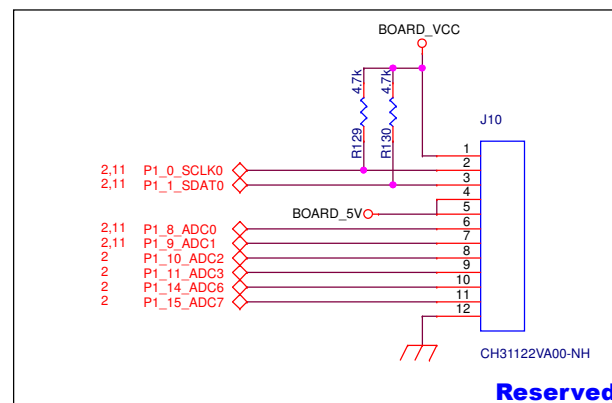 BOARD_VCC
4.7k
4.7k
R129
R130
J10
1
2,11 P1_0_SCLK0 2
2,11 P1_1_SDAT0 3
4
BOARD_5V 5
2,11 P1_8_ADC0 6
2,11 P1_9_ADC1 7
2 P1_10_ADC2 8
2 P1_11_ADC3 9
2 P1_14_ADC6 10
2 P1_15_ADC7 11
12
CH31122VA00-NH
Reserved